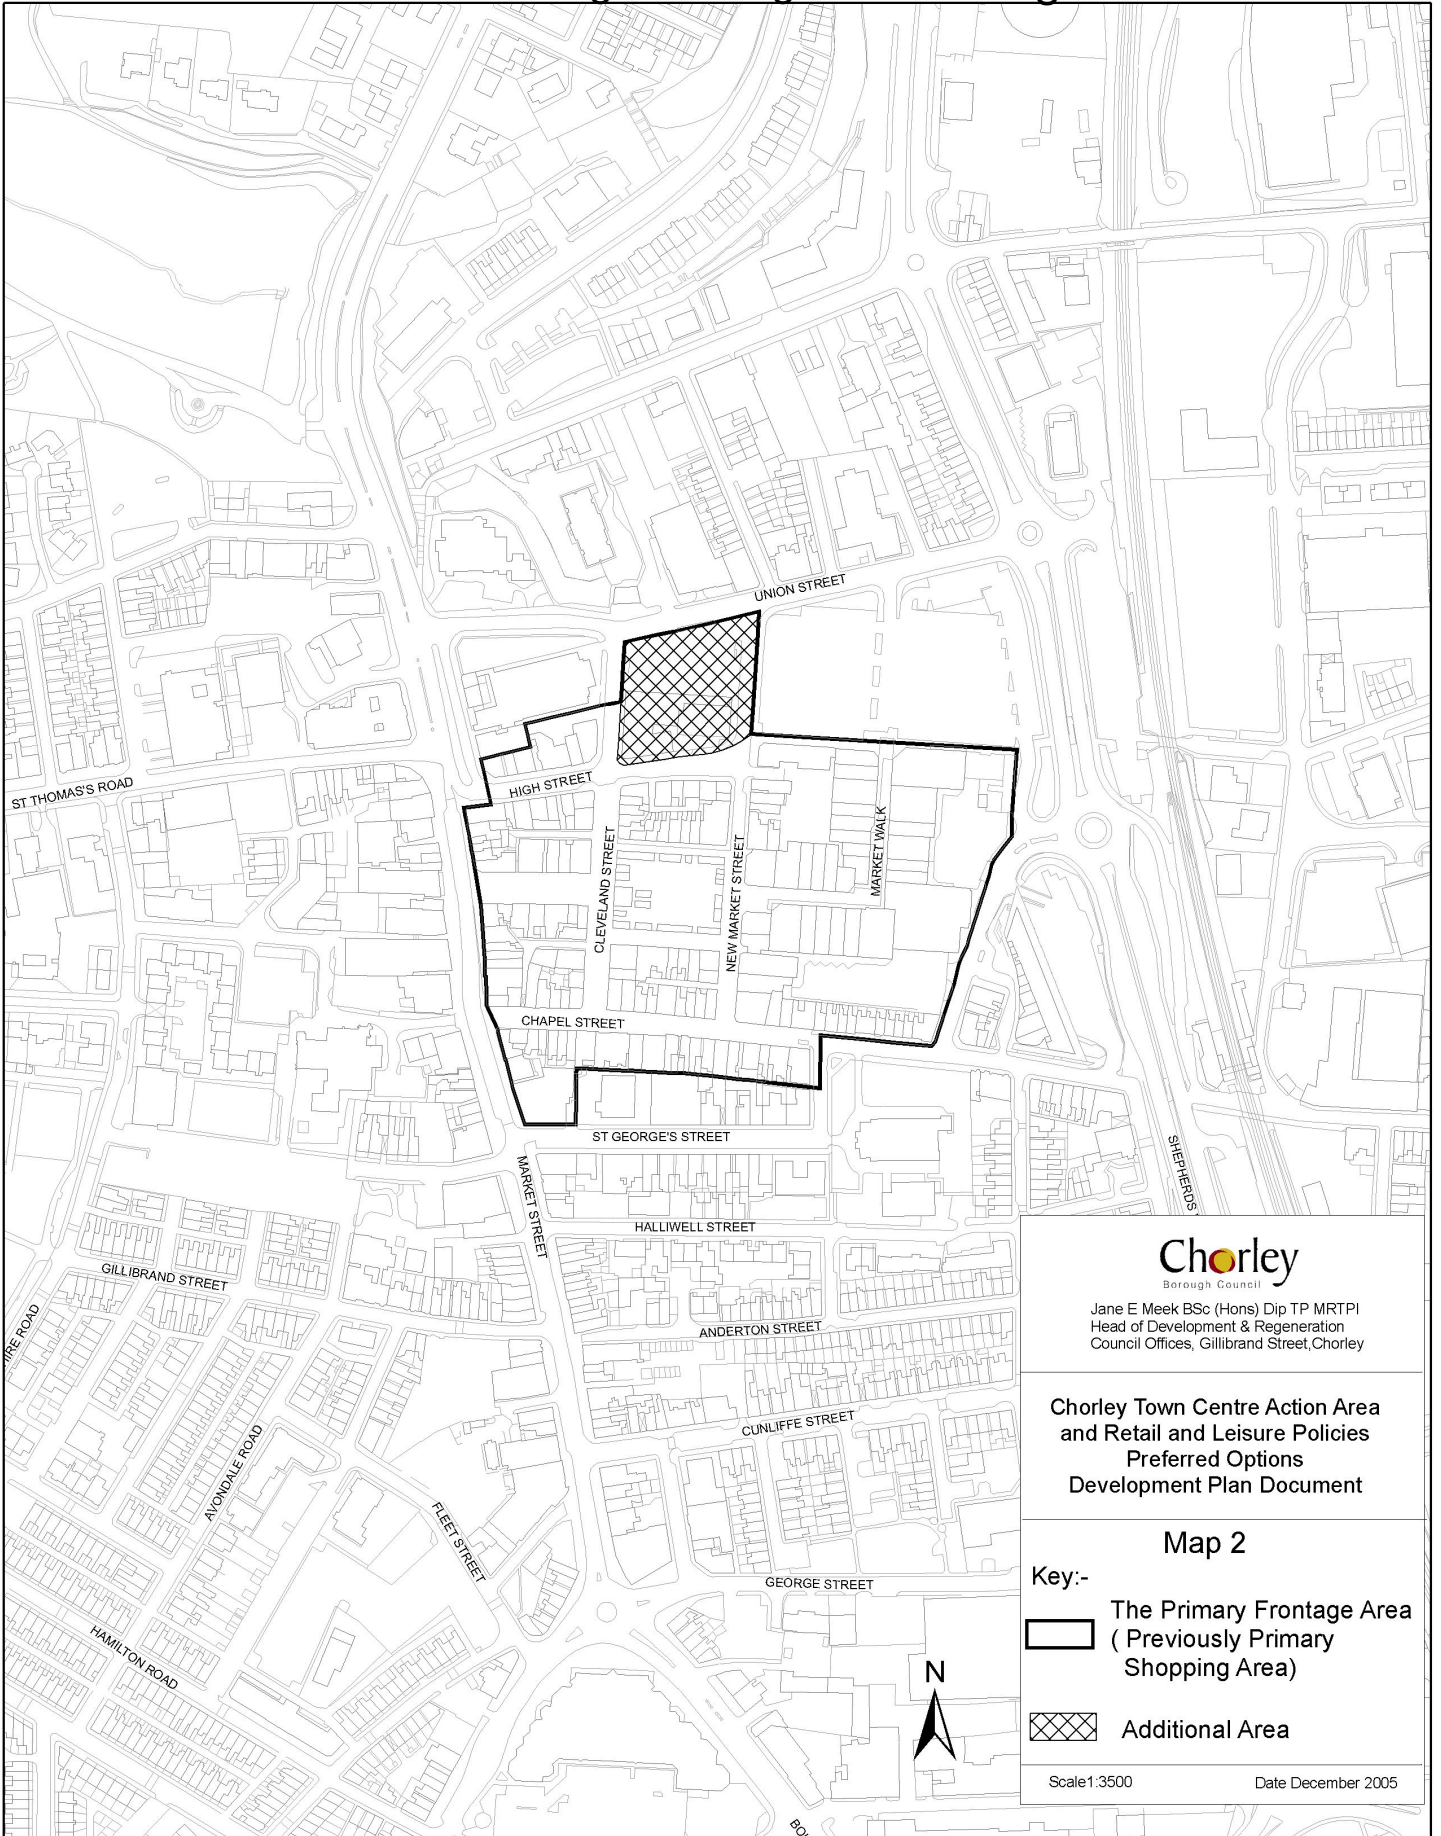 UNION STREET
ST THOMAS'S ROAD
HIGH STREET
CLEVELAND STREET
NEW MARKET STREET
MARKET WALK
CHAPEL STREET
ST GEORGE'S STREET
MARKET STREET
SHEPHERDS
HALLIWELL STREET
GILLIBRAND STREET
ANDERTON STREET
CUNLIFFE STREET
AVONDALE ROAD
FLEET STREET
GEORGE STREET
HAMILTON ROAD
N
Chorley
Borough Council
Jane E Meek BSc (Hons) Dip TP MRTPI
Head of Development & Regeneration
Council Offices, Gillibrand Street,Chorley
Chorley Town Centre Action Area
and Retail and Leisure Policies
Preferred Options
Development Plan Document
Map 2
Key:-
The Primary Frontage Area
( Previously Primary
Shopping Area)
Additional Area
Scale1:3500
Date December 2005